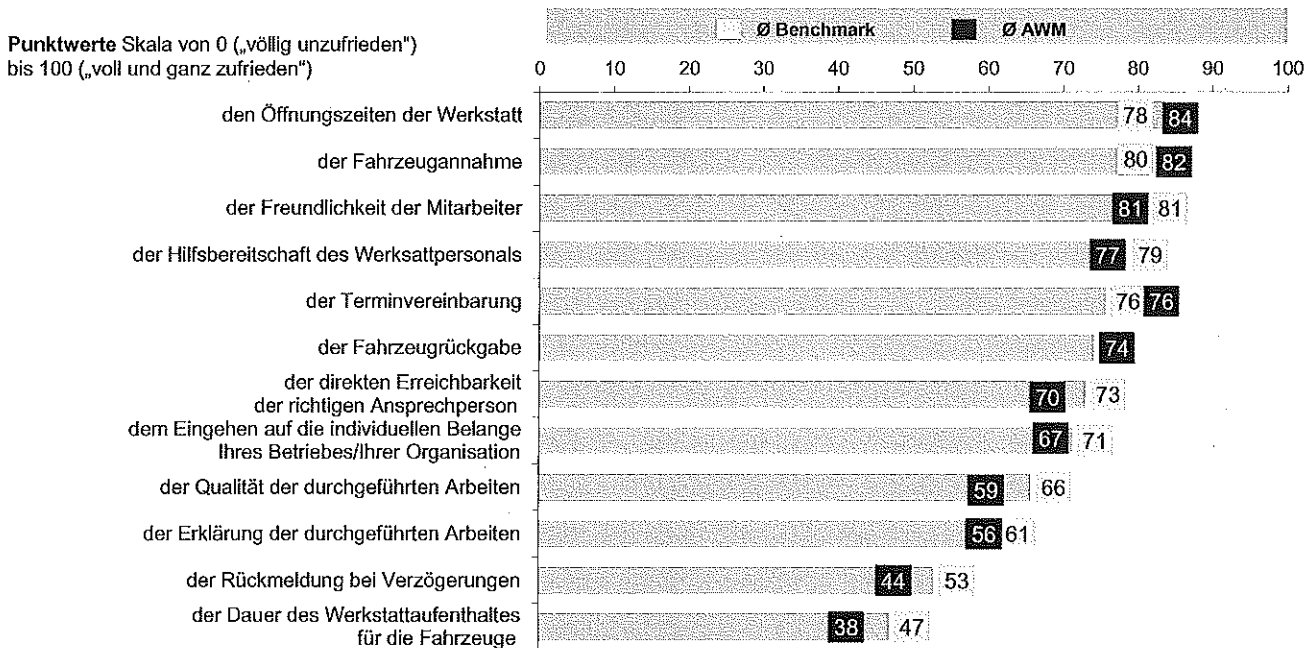 Ø Benchmark Ø AWM
Punktwerte Skala von 0 („völlig unzufrieden“)
bis 100 („voll und ganz zufrieden“)
0 10 20 30 40 50 60 70 80 90 100
den Öffnungszeiten der Werkstatt 78 84
der Fahrzeugannahme 80 82
der Freundlichkeit der Mitarbeiter 81 81
der Hilfsbereitschaft des Werksattpersonals 77 79
der Terminvereinbarung 76 76
der Fahrzeugrückgabe 74
der direkten Erreichbarkeit
der richtigen Ansprechperson 70 73
dem Eingehen auf die individuellen Belange
Ihres Betriebes/Ihrer Organisation 67 71
der Qualität der durchgeführten Arbeiten 59 66
der Erklärung der durchgeführten Arbeiten 56 61
der Rückmeldung bei Verzögerungen 44 53
der Dauer des Werkstattaufenthaltes
für die Fahrzeuge 38 47